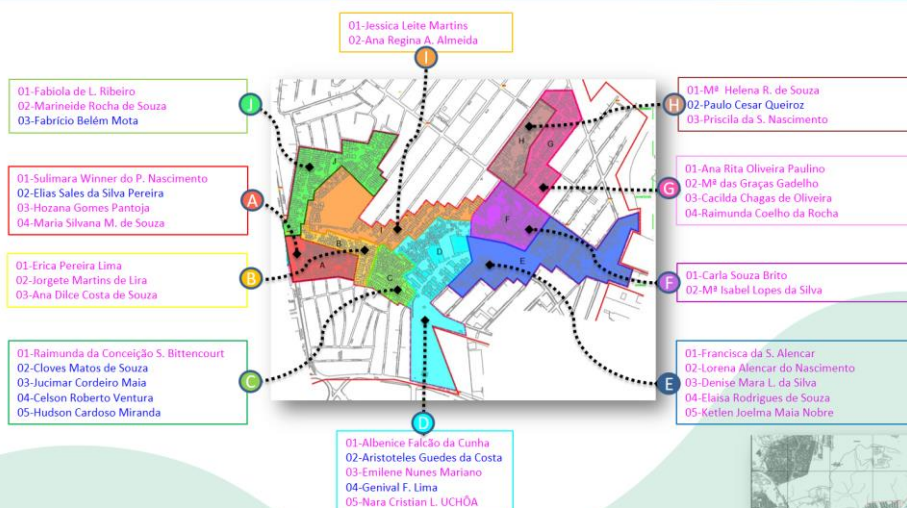 01-Jessica Leite Martins
02-Ana Regina A. Almeida
I
01-Fabiola de L. Ribeiro
02-Marineide Rocha de Souza
03-Fabrício Belém Mota
J
01-Mª Helena R. de Souza
02-Paulo Cesar Queiroz
03-Priscila da S. Nascimento
H
01-Sulimara Winner do P. Nascimento
02-Elias Sales da Silva Pereira
03-Hozana Gomes Pantoja
04-Maria Silvana M. de Souza
A
01-Ana Rita Oliveira Paulino
02-Mª das Graças Gadelho
03-Cacilda Chagas de Oliveira
04-Raimunda Coelho da Rocha
G
01-Erica Pereira Lima
02-Jorgete Martins de Lira
03-Ana Dilce Costa de Souza
B
01-Carla Souza Brito
02-Mª Isabel Lopes da Silva
F
01-Raimunda da Conceição S. Bittencourt
02-Cloves Matos de Souza
03-Jucimar Cordeiro Maia
04-Celson Roberto Ventura
05-Hudson Cardoso Miranda
C
01-Francisca da S. Alencar
02-Lorena Alencar do Nascimento
03-Denise Mara L. da Silva
04-Elaisa Rodrigues de Souza
05-Ketlen Joelma Maia Nobre
E
D
01-Albenice Falcão da Cunha
02-Aristoteles Guedes da Costa
03-Emilene Nunes Mariano
04-Genival F. Lima
05-Nara Cristian L. UCHÔA
J
H
G
I
F
B
D
A
C
E